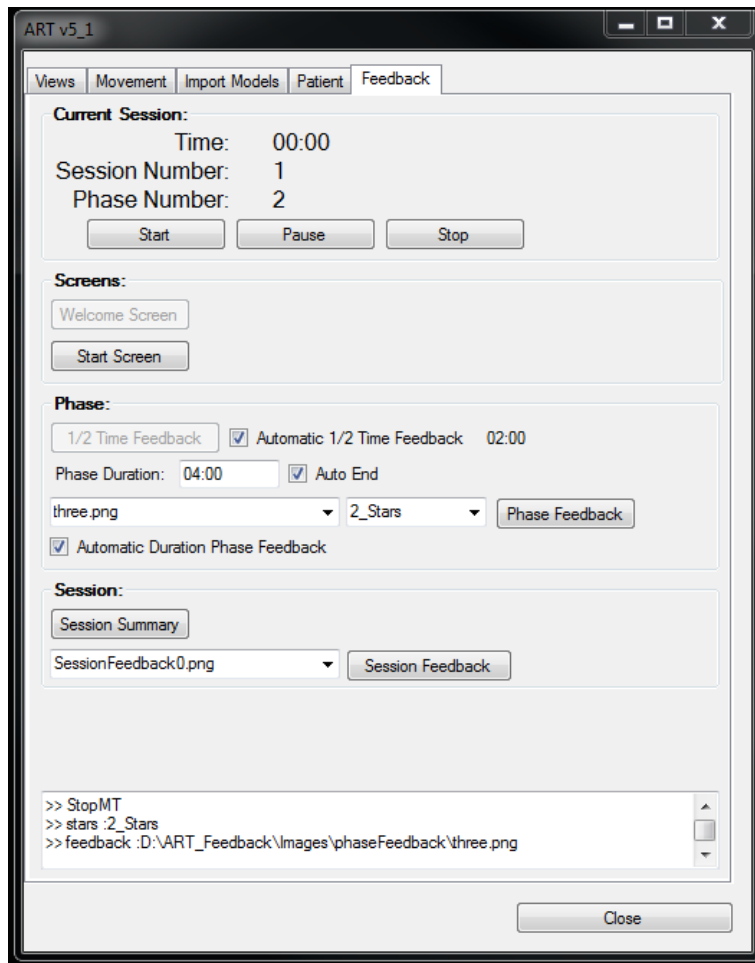 ART v5_1
Views Movement Import Models Patient Feedback
Current Session:
Time: 00:00
Session Number: 1
Phase Number: 2
Start Pause Stop
Screens:
Welcome Screen
Start Screen
Phase:
1/2 Time Feedback Automatic 1/2 Time Feedback 02:00
Phase Duration: 04:00 Auto End
three.png 2_Stars Phase Feedback
Automatic Duration Phase Feedback
Session:
Session Summary
SessionFeedback0.png Session Feedback
>> StopMT
>> stars :2_Stars
>> feedback :D:\ART_Feedback\Images\phaseFeedback\three.png
Close